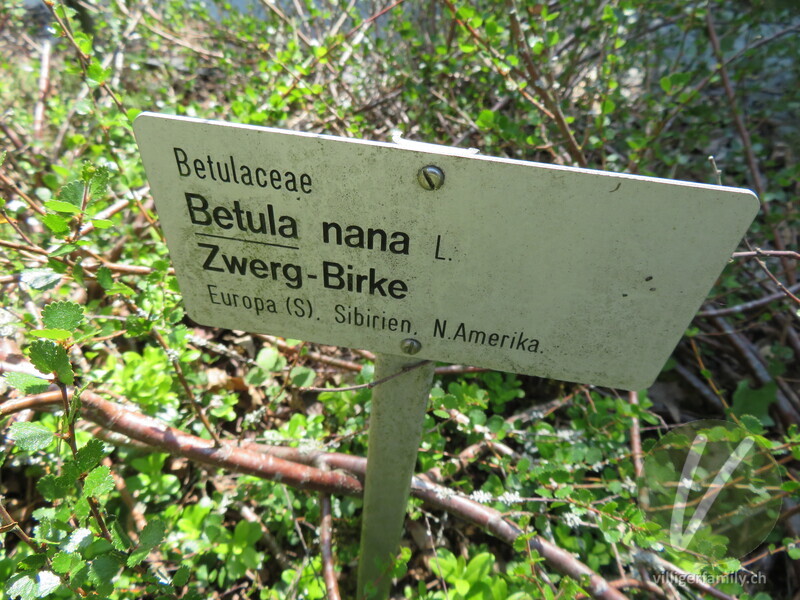 Betulaceae
Betula nana L.
Zwerg-Birke
Europa (S). Sibirien. N.Amerika.
villigerfamily.ch